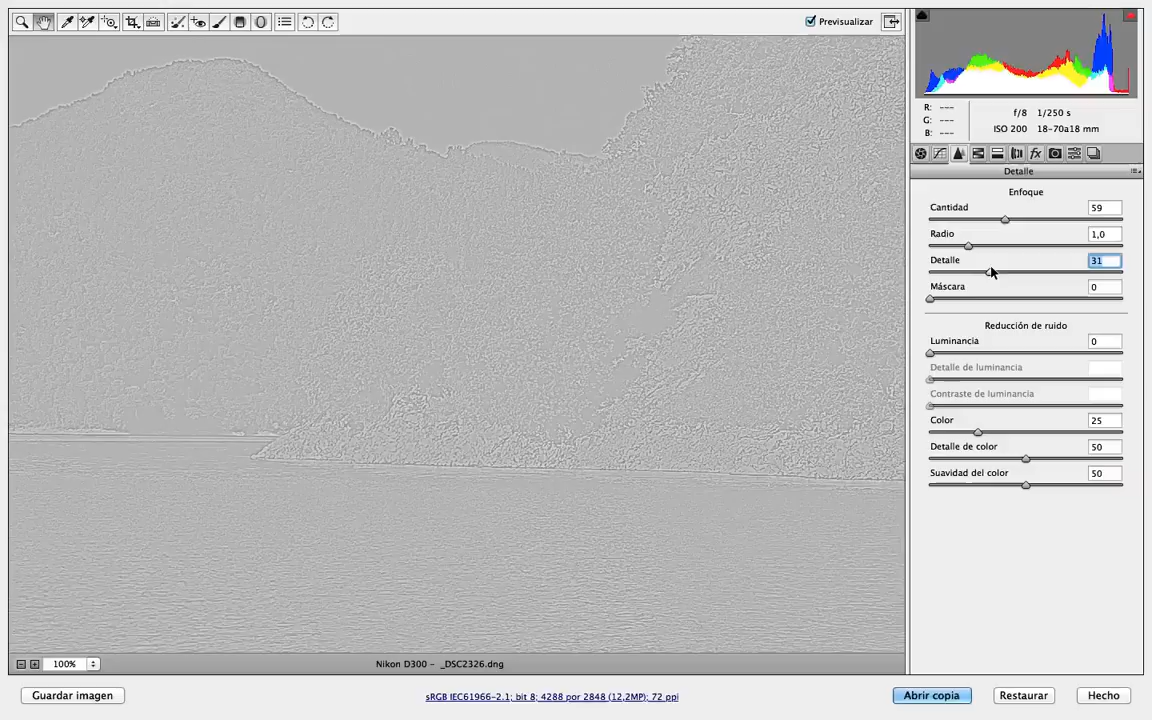 Previsualizar
R: ---
G: ---
B: ---
f/8 1/250 s
ISO 200 18-70a18 mm
fx
Detalle
Enfoque
Cantidad 59
Radio 1,0
Detalle 31
Máscara 0
Reducción de ruido
Luminancia 0
Detalle de luminancia
Contraste de luminancia
Color 25
Detalle de color 50
Suavidad del color 50
100%
Nikon D300 - _DSC2326.dng
Guardar imagen
sRGB IEC61966-2.1; bit 8; 4288 por 2848 (12,2MP); 72 ppi
Abrir copia
Restaurar
Hecho